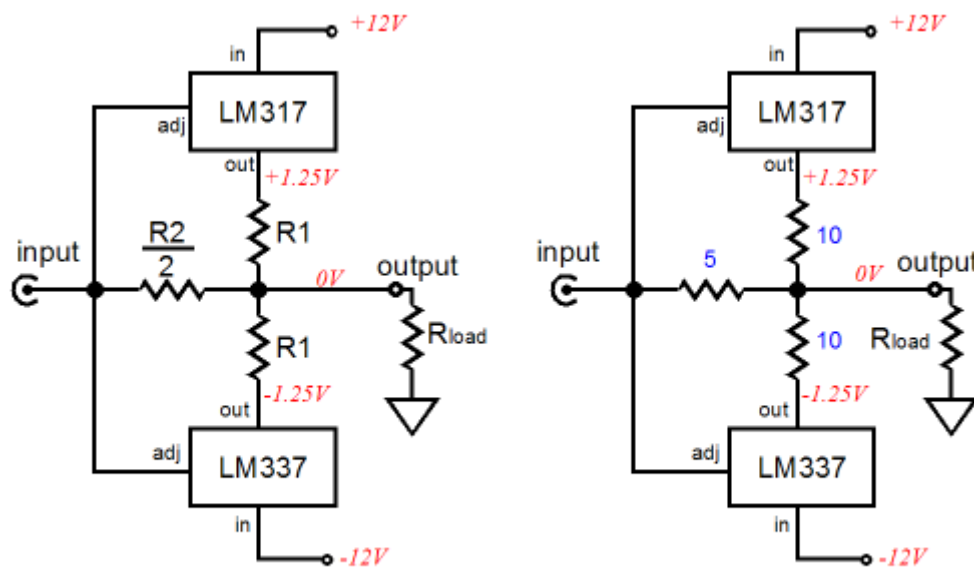 +12V
in
LM317
adj
out
+1.25V
R1
input
R2
2
0V
output
Rload
R1
-1.25V
out
adj
LM337
in
-12V
+12V
in
LM317
adj
out
+1.25V
10
input
5
0V
output
10
Rload
-1.25V
out
adj
LM337
in
-12V